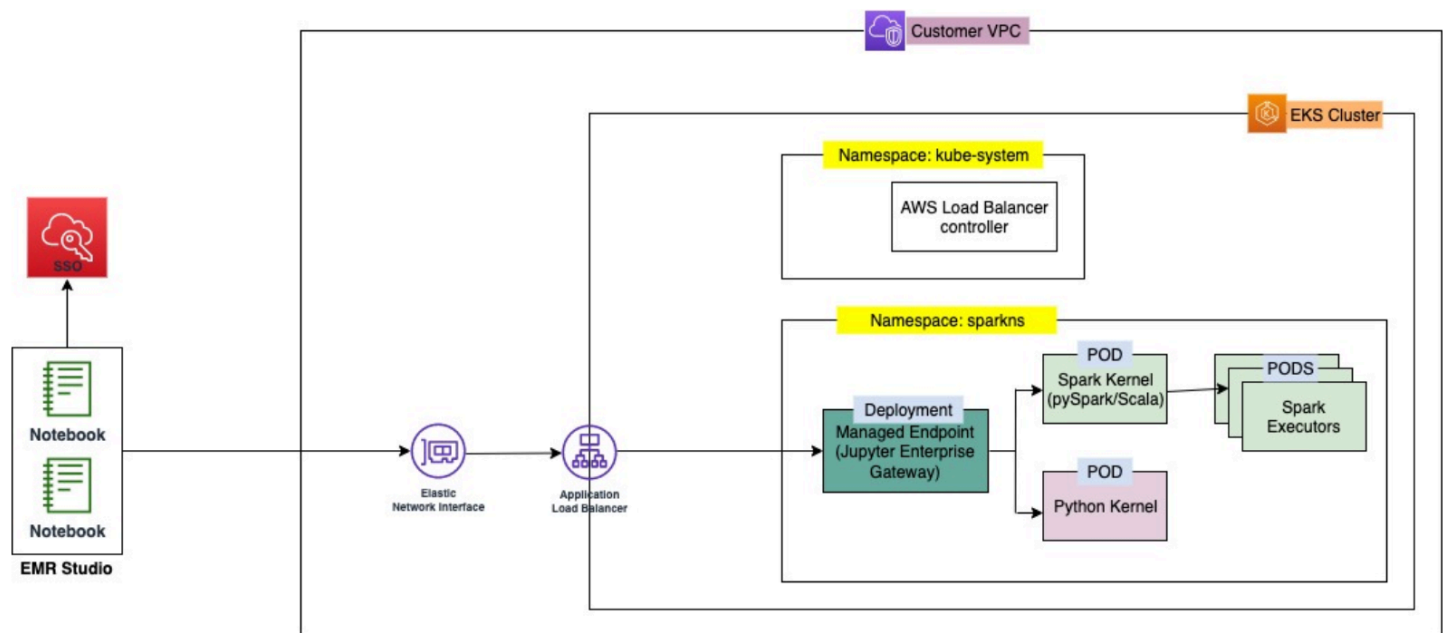 Customer VPC
EKS Cluster
Namespace: kube-system
AWS Load Balancer
controller
SSO
Namespace: sparkns
POD
Spark Kernel
(pySpark/Scala)
PODS
Spark
Executors
Deployment
Managed Endpoint
(Jupyter Enterprise
Gateway)
POD
Python Kernel
Notebook
Notebook
EMR Studio
Elastic
Network Interface
Application
Load Balancer